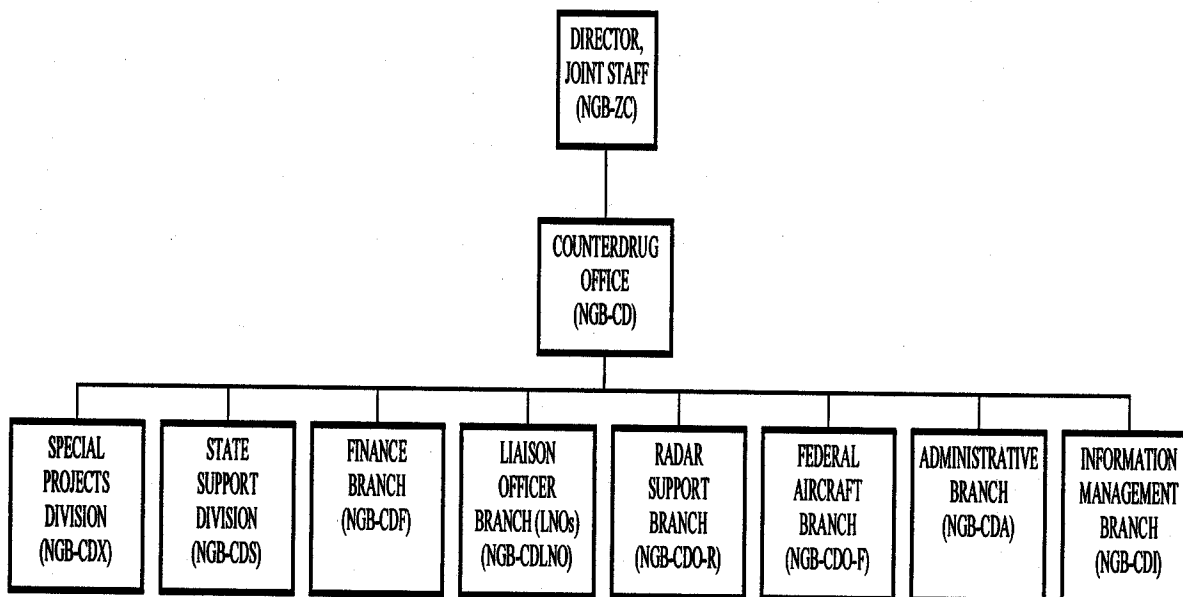 DIRECTOR,
JOINT STAFF
(NGB-ZC)
COUNTERDRUG
OFFICE
(NGB-CD)
SPECIAL
PROJECTS
DIVISION
(NGB-CDX)
STATE
SUPPORT
DIVISION
(NGB-CDS)
FINANCE
BRANCH
(NGB-CDF)
LIAISON
OFFICER
BRANCH (LNOs)
(NGB-CDLNO)
RADAR
SUPPORT
BRANCH
(NGB-CDO-R)
FEDERAL
AIRCRAFT
BRANCH
(NGB-CDO-F)
ADMINISTRATIVE
BRANCH
(NGB-CDA)
INFORMATION
MANAGEMENT
BRANCH
(NGB-CDI)